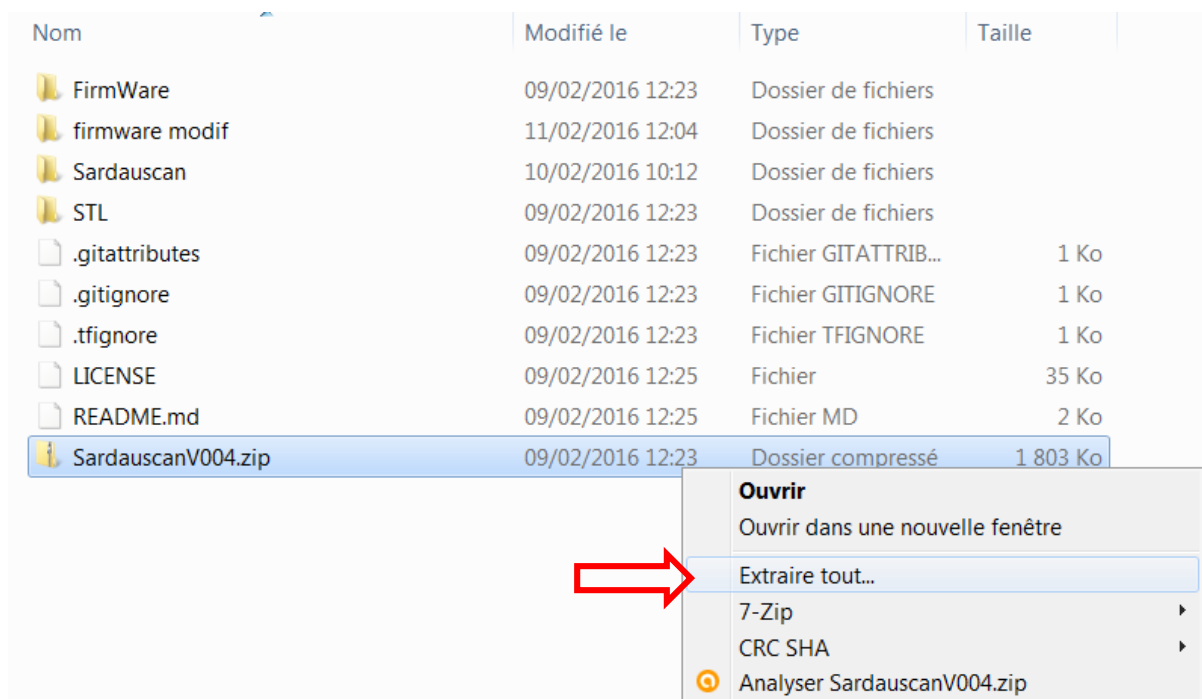 Nom Modifié le Type Taille
FirmWare 09/02/2016 12:23 Dossier de fichiers
firmware modif 11/02/2016 12:04 Dossier de fichiers
Sardauscan 10/02/2016 10:12 Dossier de fichiers
STL 09/02/2016 12:23 Dossier de fichiers
.gitattributes 09/02/2016 12:23 Fichier GITATTRIB... 1 Ko
.gitignore 09/02/2016 12:23 Fichier GITIGNORE 1 Ko
.tfignore 09/02/2016 12:23 Fichier TFIGNORE 1 Ko
LICENSE 09/02/2016 12:25 Fichier 35 Ko
README.md 09/02/2016 12:25 Fichier MD 2 Ko
SardauscanV004.zip 09/02/2016 12:23 Dossier compressé 1 803 Ko
Ouvrir
Ouvrir dans une nouvelle fenêtre
Extraire tout...
7-Zip
CRC SHA
Analyser SardauscanV004.zip